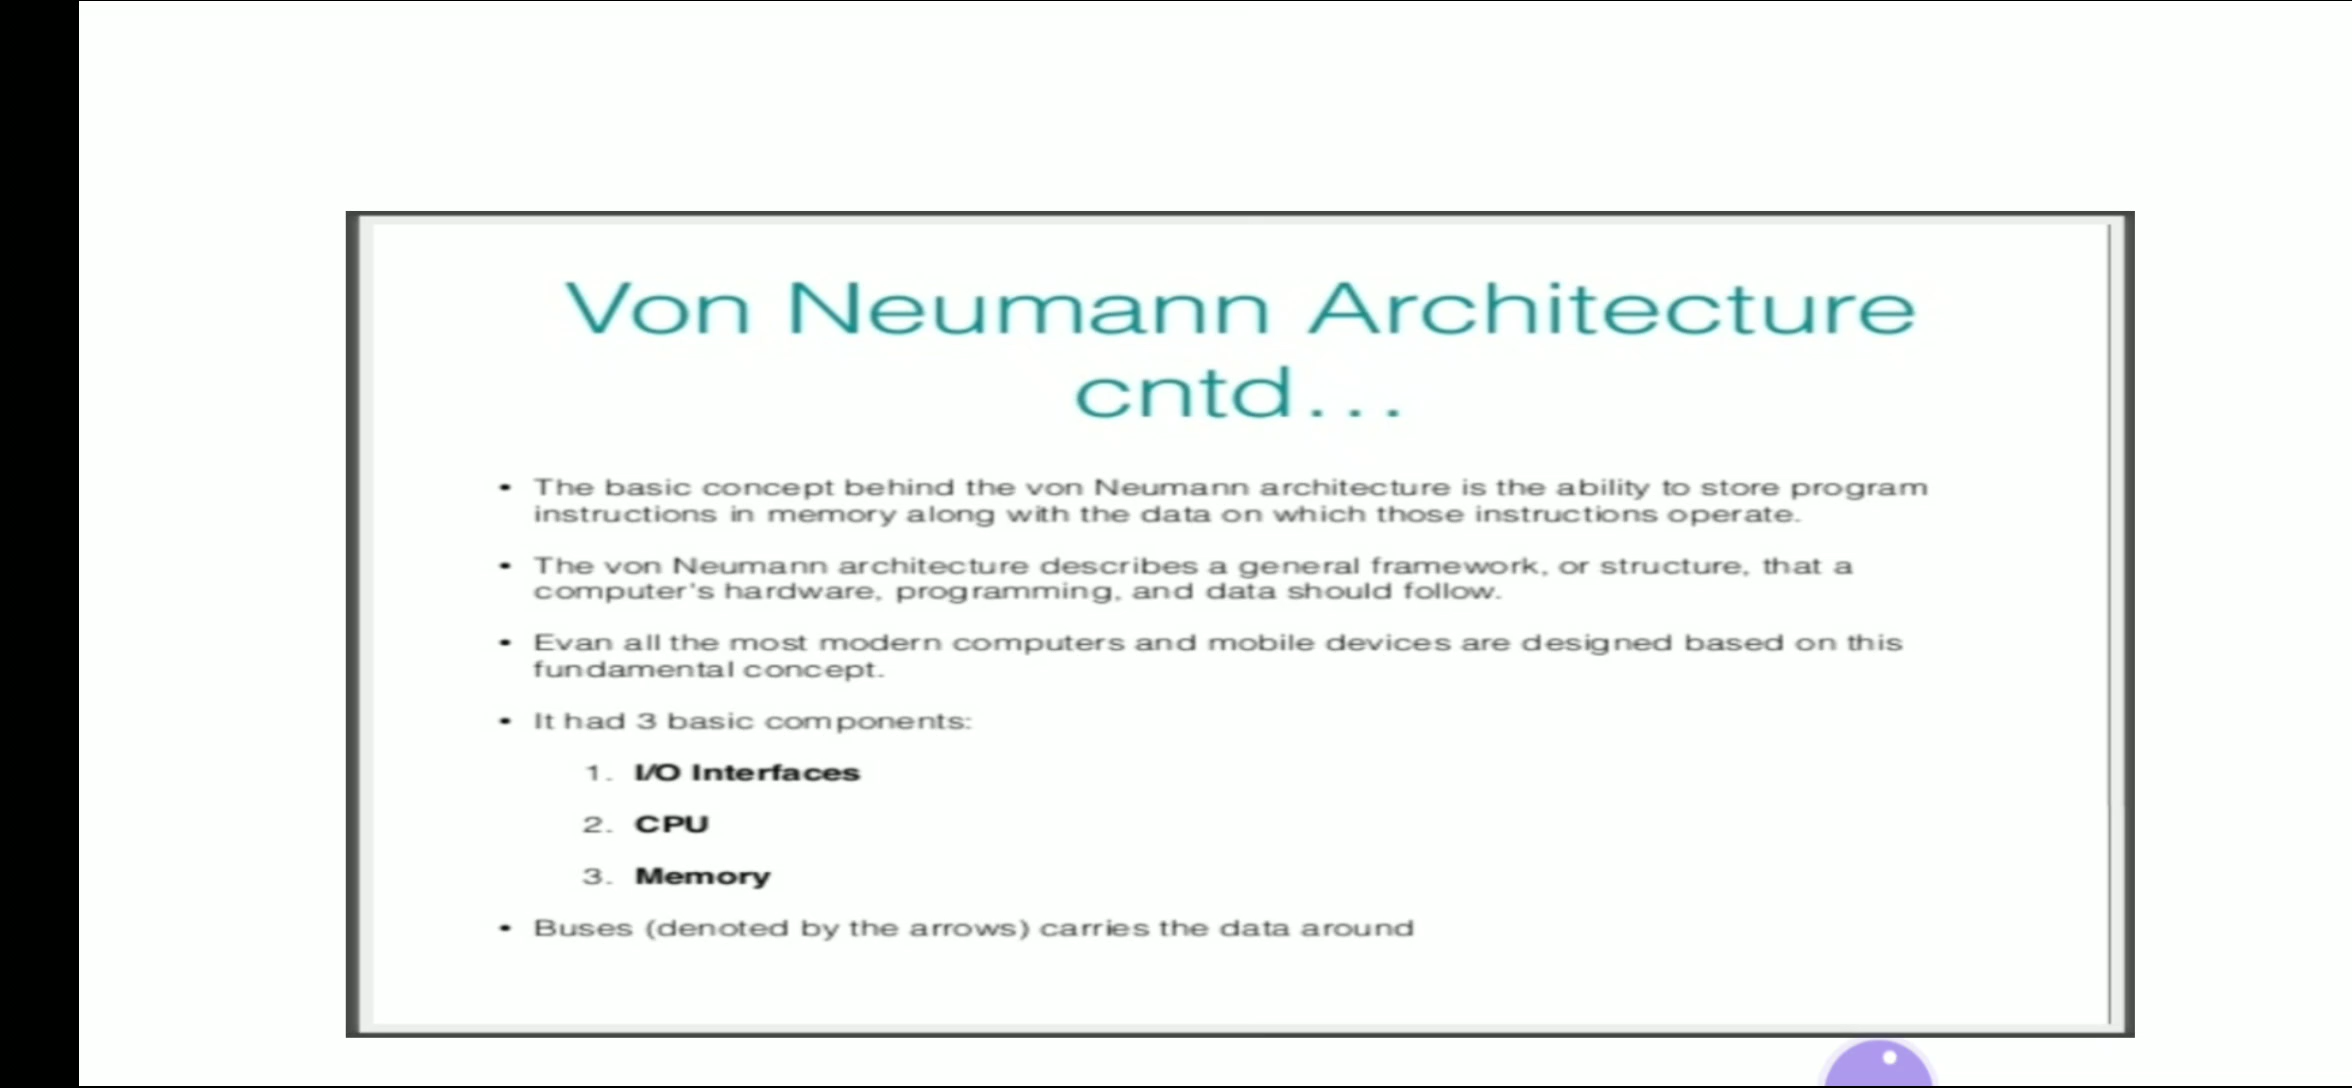 Von Neumann Architecture
cntd...
• The basic concept behind the von Neumann architecture is the ability to store program
instructions in memory along with the data on which those instructions operate.
• The von Neumann architecture describes a general framework, or structure, that a
computer's hardware, programming, and data should follow.
• Evan all the most modern computers and mobile devices are designed based on this
fundamental concept.
• It had 3 basic components:
1. I/O Interfaces
2. CPU
3. Memory
• Buses (denoted by the arrows) carries the data around